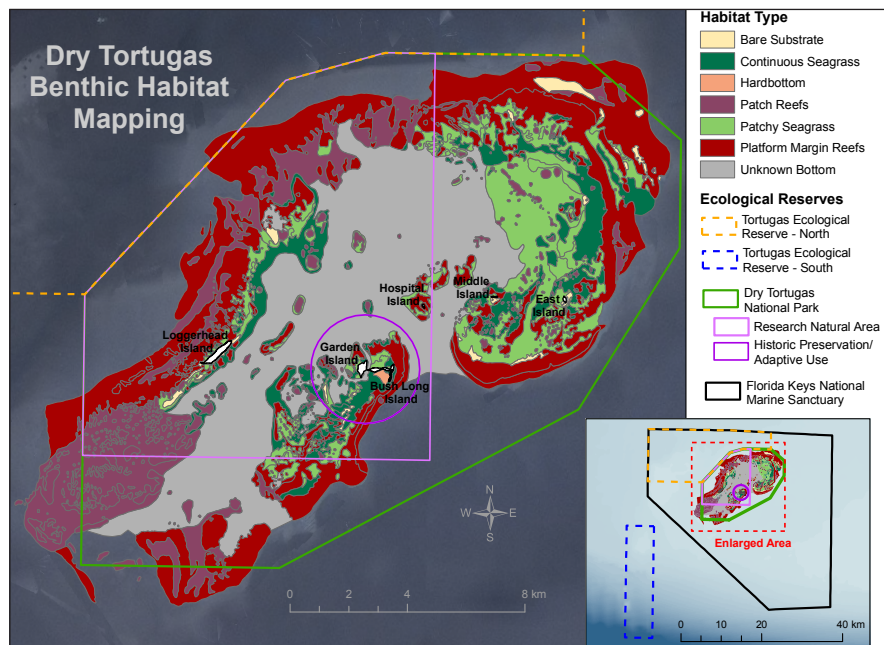 Dry Tortugas
Benthic Habitat
Mapping
Hospital
Island
Middle
Island
East
Island
Loggerhead
Island
Garden
Island
Bush Long
Island
N
W
E
S
0
2
4
8 km
Habitat Type
Bare Substrate
Continuous Seagrass
Hardbottom
Patch Reefs
Patchy Seagrass
Platform Margin Reefs
Unknown Bottom
Ecological Reserves
Tortugas Ecological
Reserve - North
Tortugas Ecological
Reserve - South
Dry Tortugas
National Park
Research Natural Area
Historic Preservation/
Adaptive Use
Florida Keys National
Marine Sanctuary
Enlarged Area
0
10
20
40 km